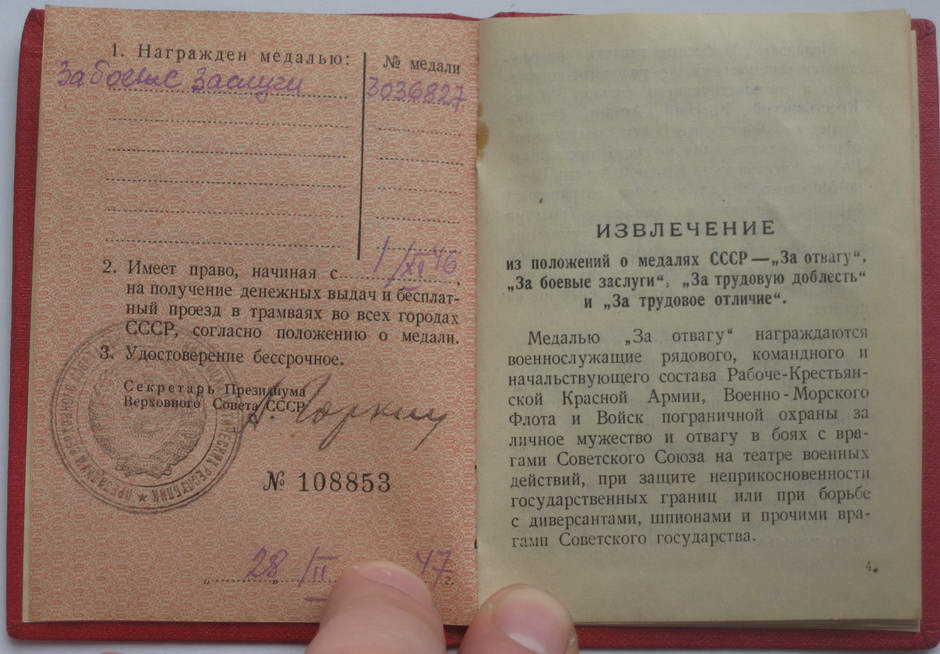 1. Награжден медалью:
№ медали
За боевые заслуги
3036827
2. Имеет право, начиная с 1/XI 46,
на получение денежных выдач и бесплат-
ный проезд в трамваях во всех городах
СССР, согласно положению о медали.
3. Удостоверение бессрочное.
Секретарь Президиума
Верховного Совета СССР
А. Горкин
№ 108853
„28“/II 47 г.
ИЗВЛЕЧЕНИЕ
из положений о медалях СССР—„За отвагу“,
„За боевые заслуги“, „За трудовую доблесть“
и „За трудовое отличие“.
Медалью „За отвагу“ награждаются
военнослужащие рядового, командного и
начальствующего состава Рабоче-Крестьян-
ской Красной Армии, Военно-Морского
Флота и Войск пограничной охраны за
личное мужество и отвагу в боях с вра-
гами Советского Союза на театре военных
действий, при защите неприкосновенности
государственных границ или при борьбе
с диверсантами, шпионами и прочими вра-
гами Советского государства.
4.